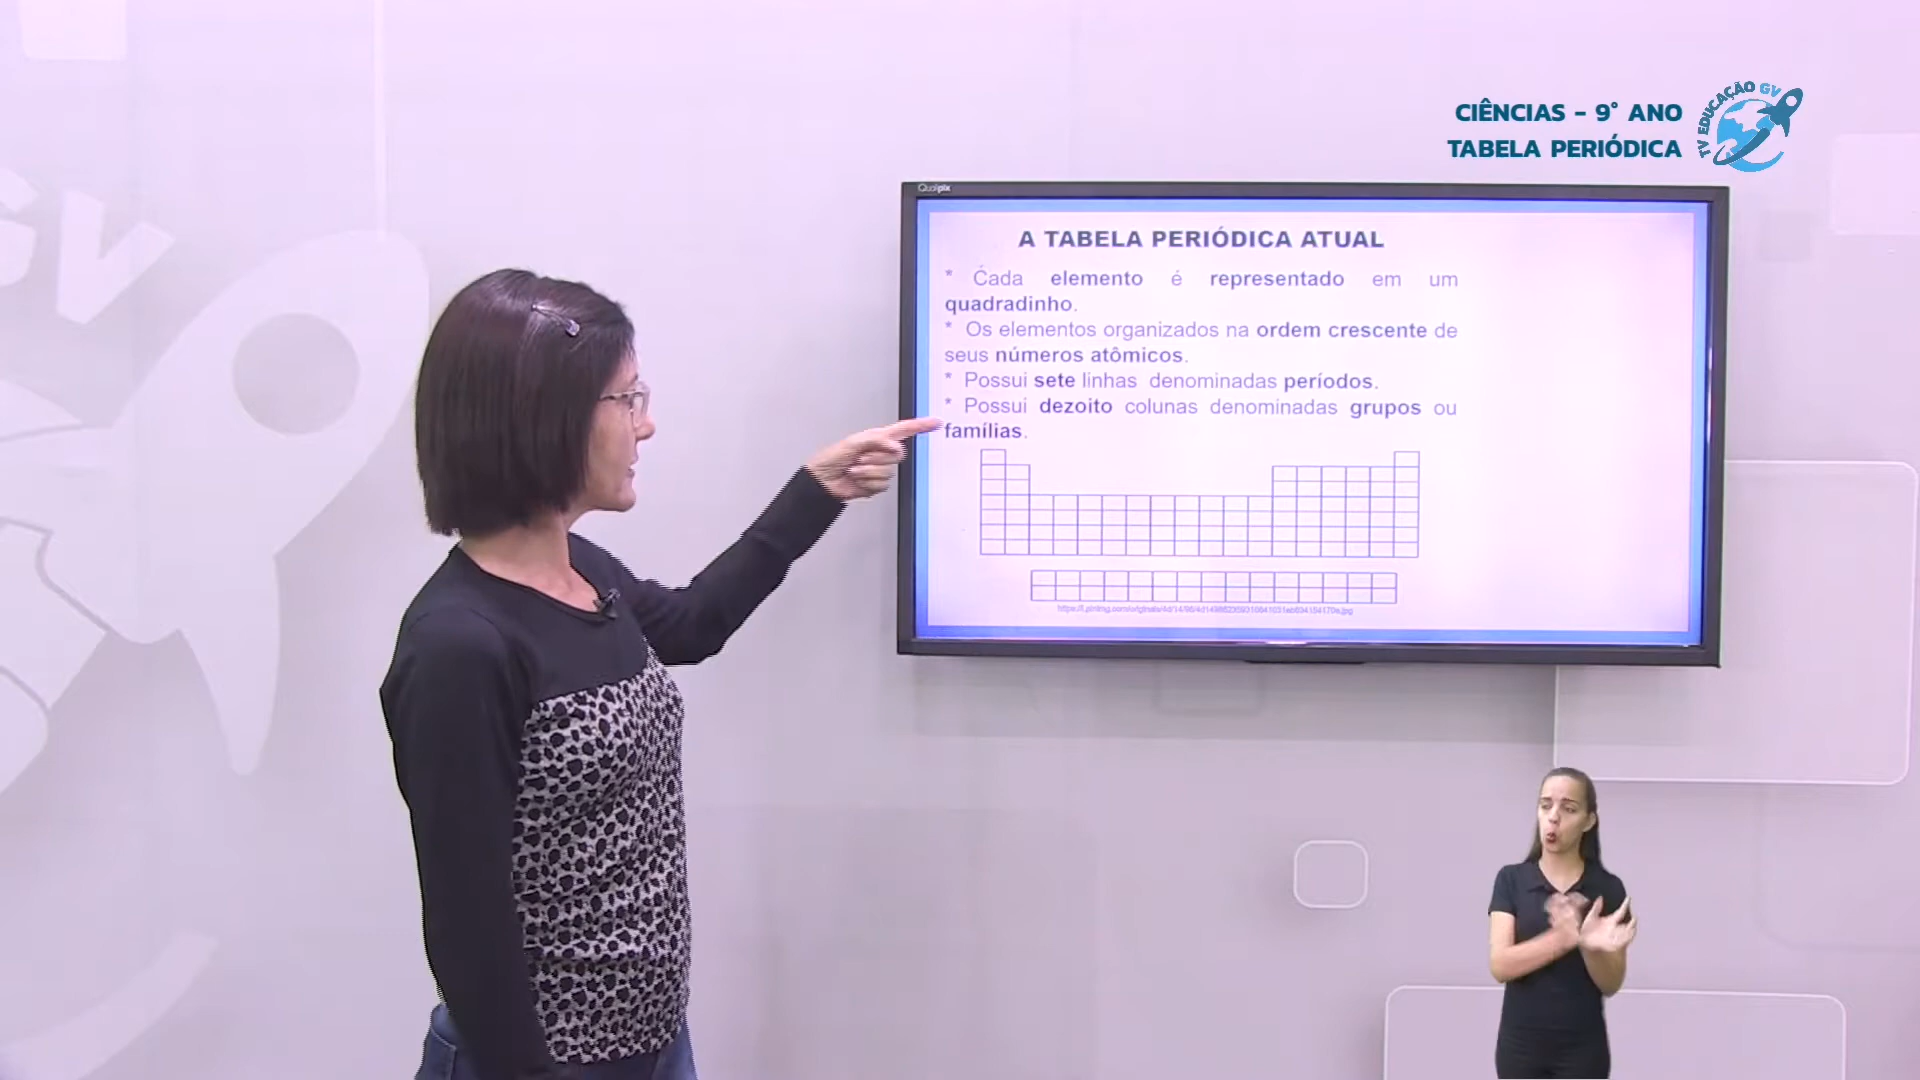 CIÊNCIAS - 9° ANO
TABELA PERIÓDICA
TV EDUCAÇÃO GV
GV
Qualipix
A TABELA PERIÓDICA ATUAL
* Cada elemento é representado em um
quadradinho.
* Os elementos organizados na ordem crescente de
seus números atômicos.
* Possui sete linhas denominadas períodos.
* Possui dezoito colunas denominadas grupos ou
famílias.